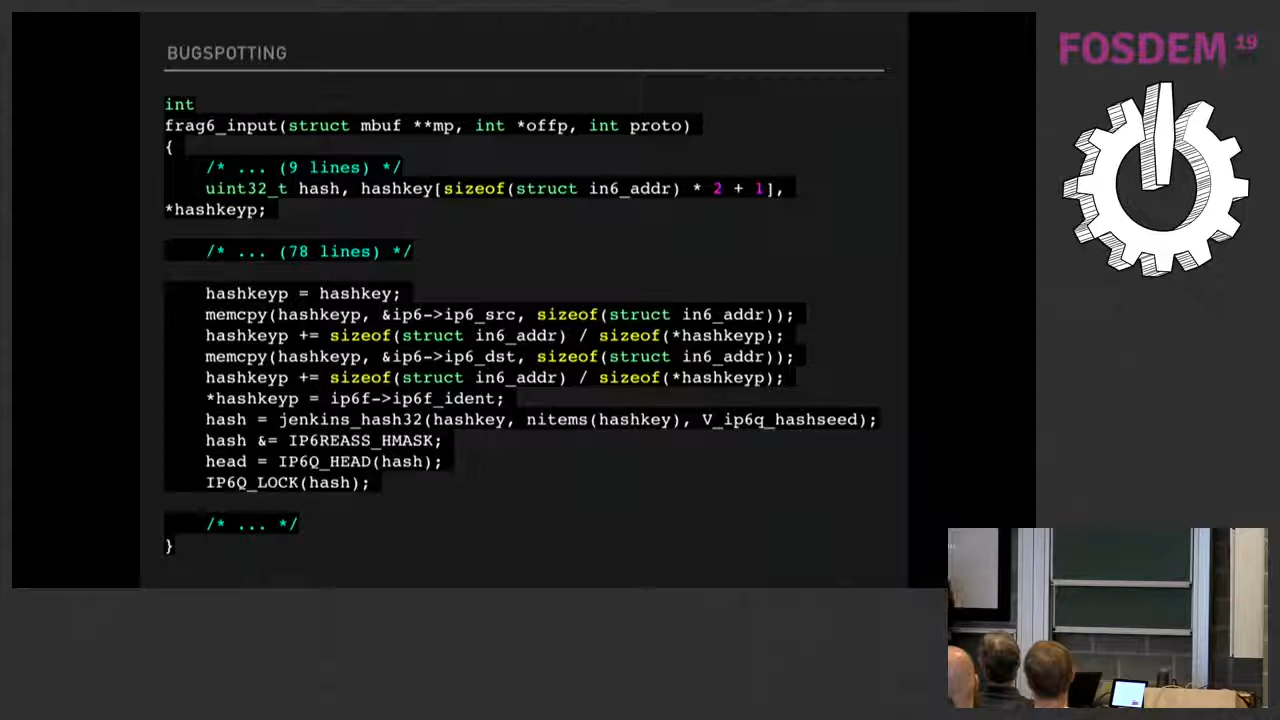 BUGSPOTTING
FOSDEM 19
int
frag6_input(struct mbuf **mp, int *offp, int proto)
{
/* ... (9 lines) */
uint32_t hash, hashkey[sizeof(struct in6_addr) * 2 + 1],
*hashkeyp;
/* ... (78 lines) */
hashkeyp = hashkey;
memcpy(hashkeyp, &ip6->ip6_src, sizeof(struct in6_addr));
hashkeyp += sizeof(struct in6_addr) / sizeof(*hashkeyp);
memcpy(hashkeyp, &ip6->ip6_dst, sizeof(struct in6_addr));
hashkeyp += sizeof(struct in6_addr) / sizeof(*hashkeyp);
*hashkeyp = ip6f->ip6f_ident;
hash = jenkins_hash32(hashkey, nitems(hashkey), V_ip6q_hashseed);
hash &= IP6REASS_HMASK;
head = IP6Q_HEAD(hash);
IP6Q_LOCK(hash);
/* ... */
}